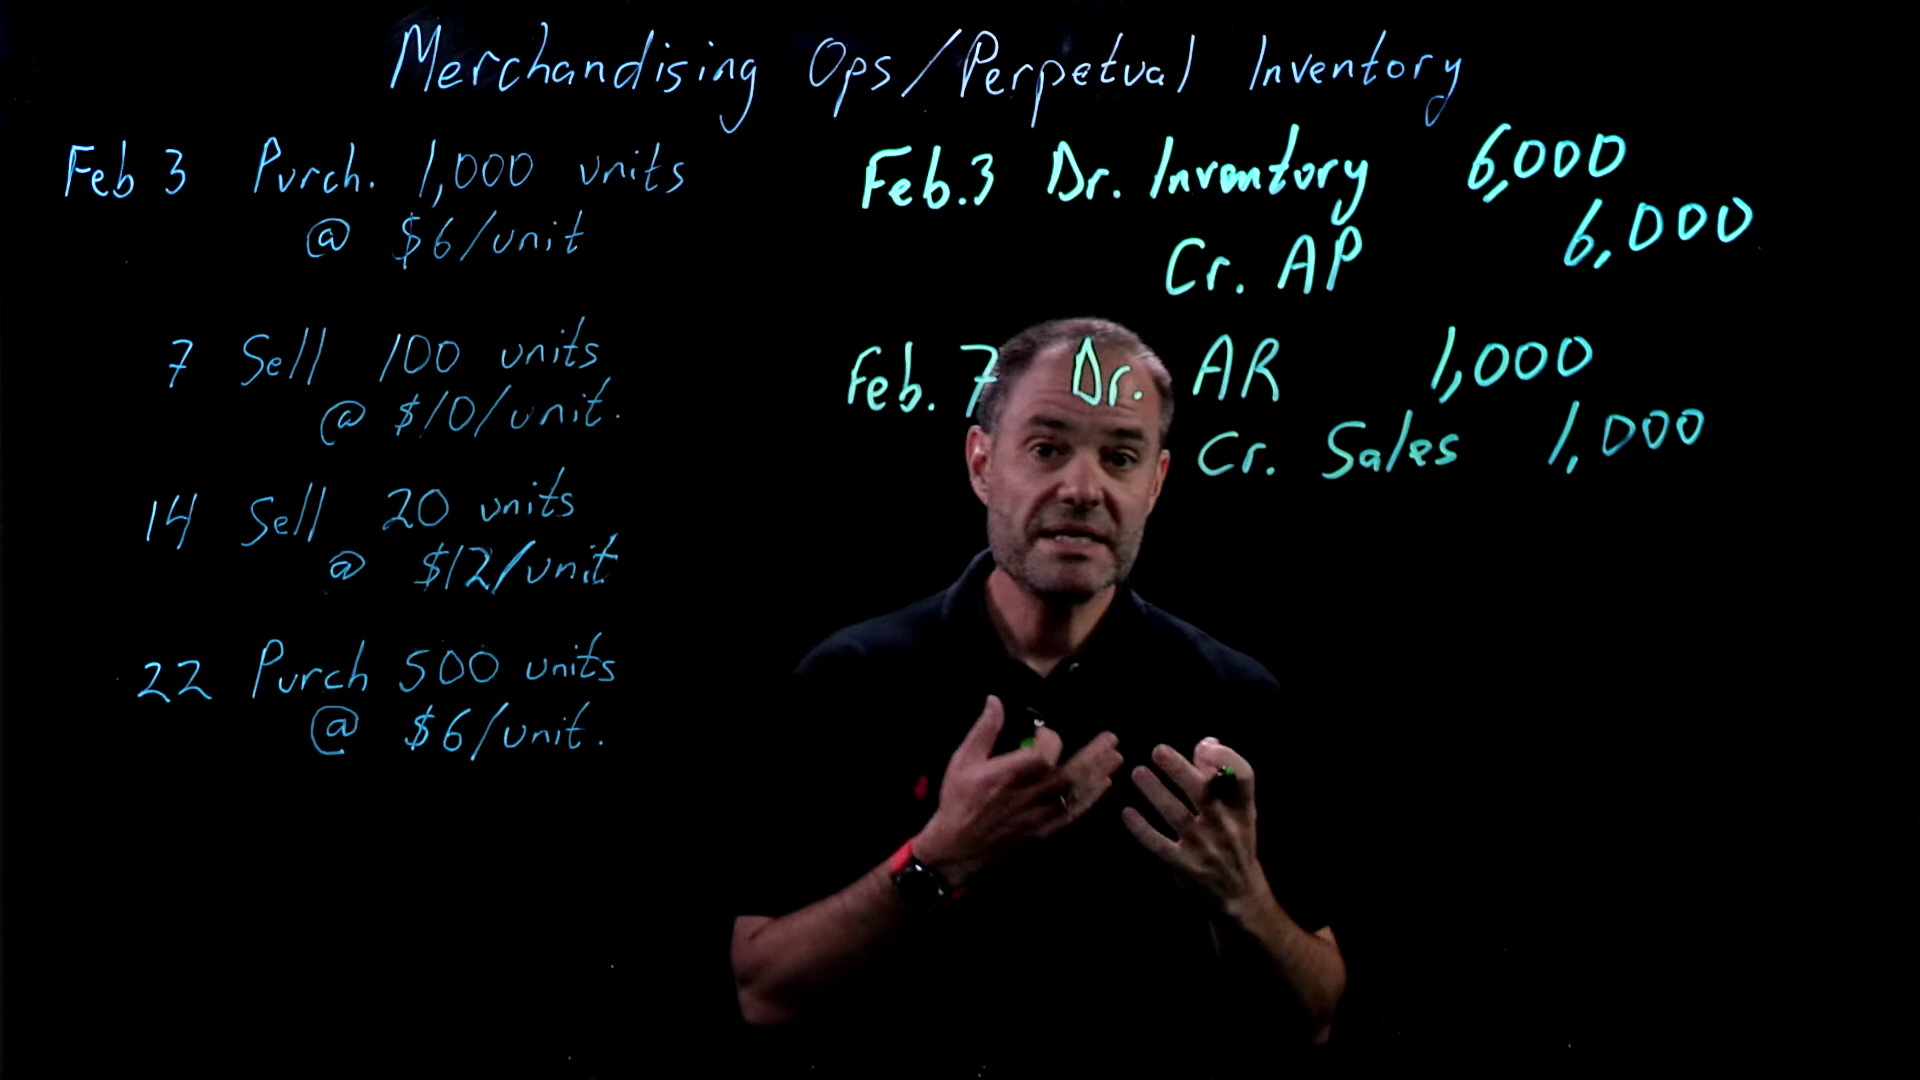 Merchandising Ops/Perpetual Inventory
Feb 3 Purch. 1,000 units
@ $6/unit
7 Sell 100 units
@ $10/unit.
14 Sell 20 units
@ $12/unit
22 Purch 500 units
@ $6/unit.
Feb.3 Dr. Inventory 6,000
Cr. AP 6,000
Feb. 7 Dr. AR 1,000
Cr. Sales 1,000